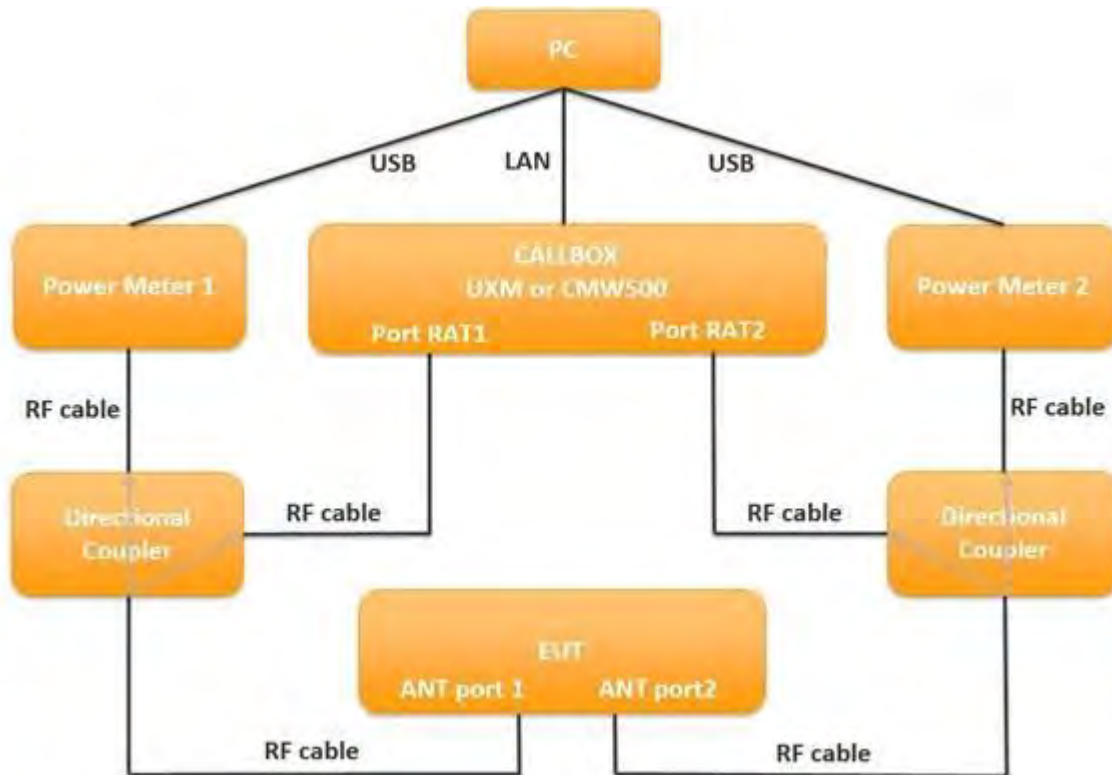 PC
USB
LAN
USB
Power Meter 1
CALLBOX
UXM or CMW500
Port RAT1
Port RAT2
Power Meter 2
RF cable
RF cable
Directional
Coupler
RF cable
RF cable
Directional
Coupler
EUT
ANT port 1
ANT port2
RF cable
RF cable